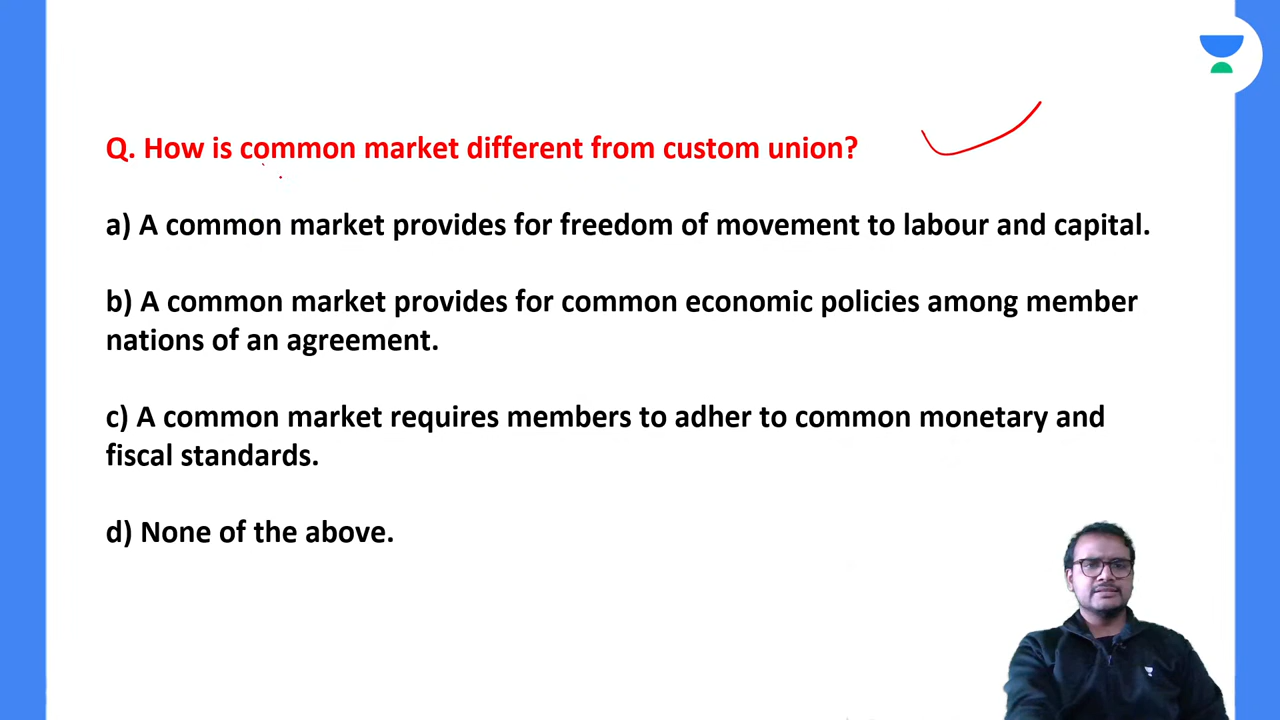 Q. How is common market different from custom union?
a) A common market provides for freedom of movement to labour and capital.
b) A common market provides for common economic policies among member
nations of an agreement.
c) A common market requires members to adher to common monetary and
fiscal standards.
d) None of the above.